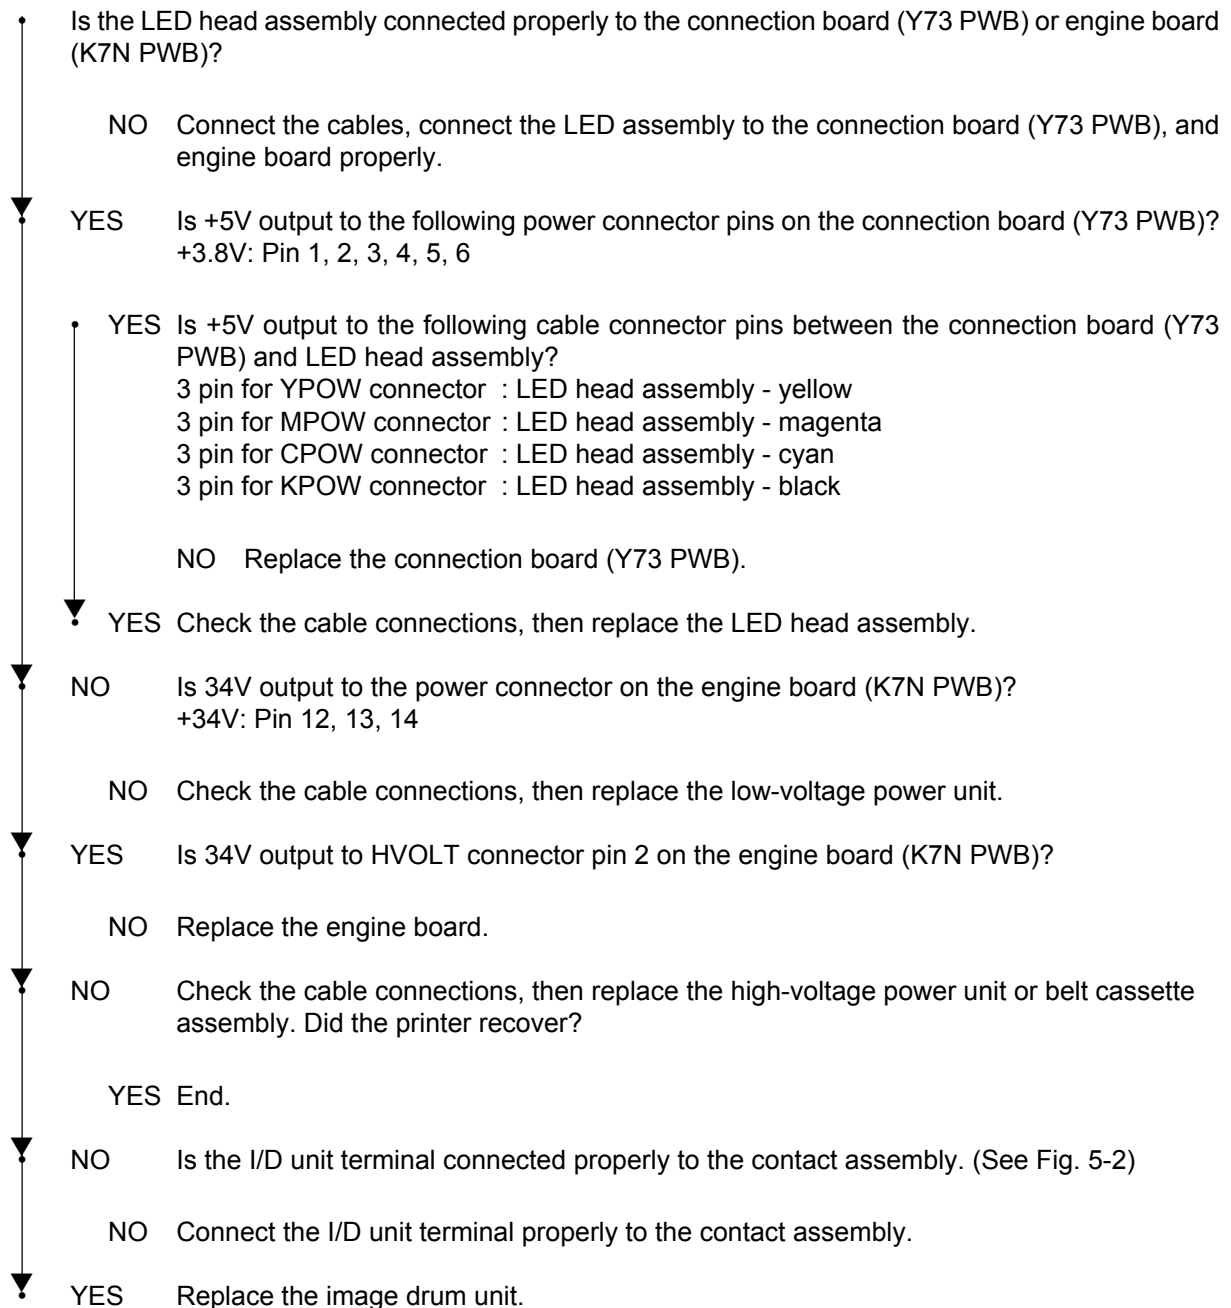 Is the LED head assembly connected properly to the connection board (Y73 PWB) or engine board
(K7N PWB)?
NO Connect the cables, connect the LED assembly to the connection board (Y73 PWB), and
engine board properly.
YES Is +5V output to the following power connector pins on the connection board (Y73 PWB)?
+3.8V: Pin 1, 2, 3, 4, 5, 6
YES Is +5V output to the following cable connector pins between the connection board (Y73
PWB) and LED head assembly?
3 pin for YPOW connector : LED head assembly - yellow
3 pin for MPOW connector : LED head assembly - magenta
3 pin for CPOW connector : LED head assembly - cyan
3 pin for KPOW connector : LED head assembly - black
NO Replace the connection board (Y73 PWB).
YES Check the cable connections, then replace the LED head assembly.
NO Is 34V output to the power connector on the engine board (K7N PWB)?
+34V: Pin 12, 13, 14
NO Check the cable connections, then replace the low-voltage power unit.
YES Is 34V output to HVOLT connector pin 2 on the engine board (K7N PWB)?
NO Replace the engine board.
NO Check the cable connections, then replace the high-voltage power unit or belt cassette
assembly. Did the printer recover?
YES End.
NO Is the I/D unit terminal connected properly to the contact assembly. (See Fig. 5-2)
NO Connect the I/D unit terminal properly to the contact assembly.
YES Replace the image drum unit.